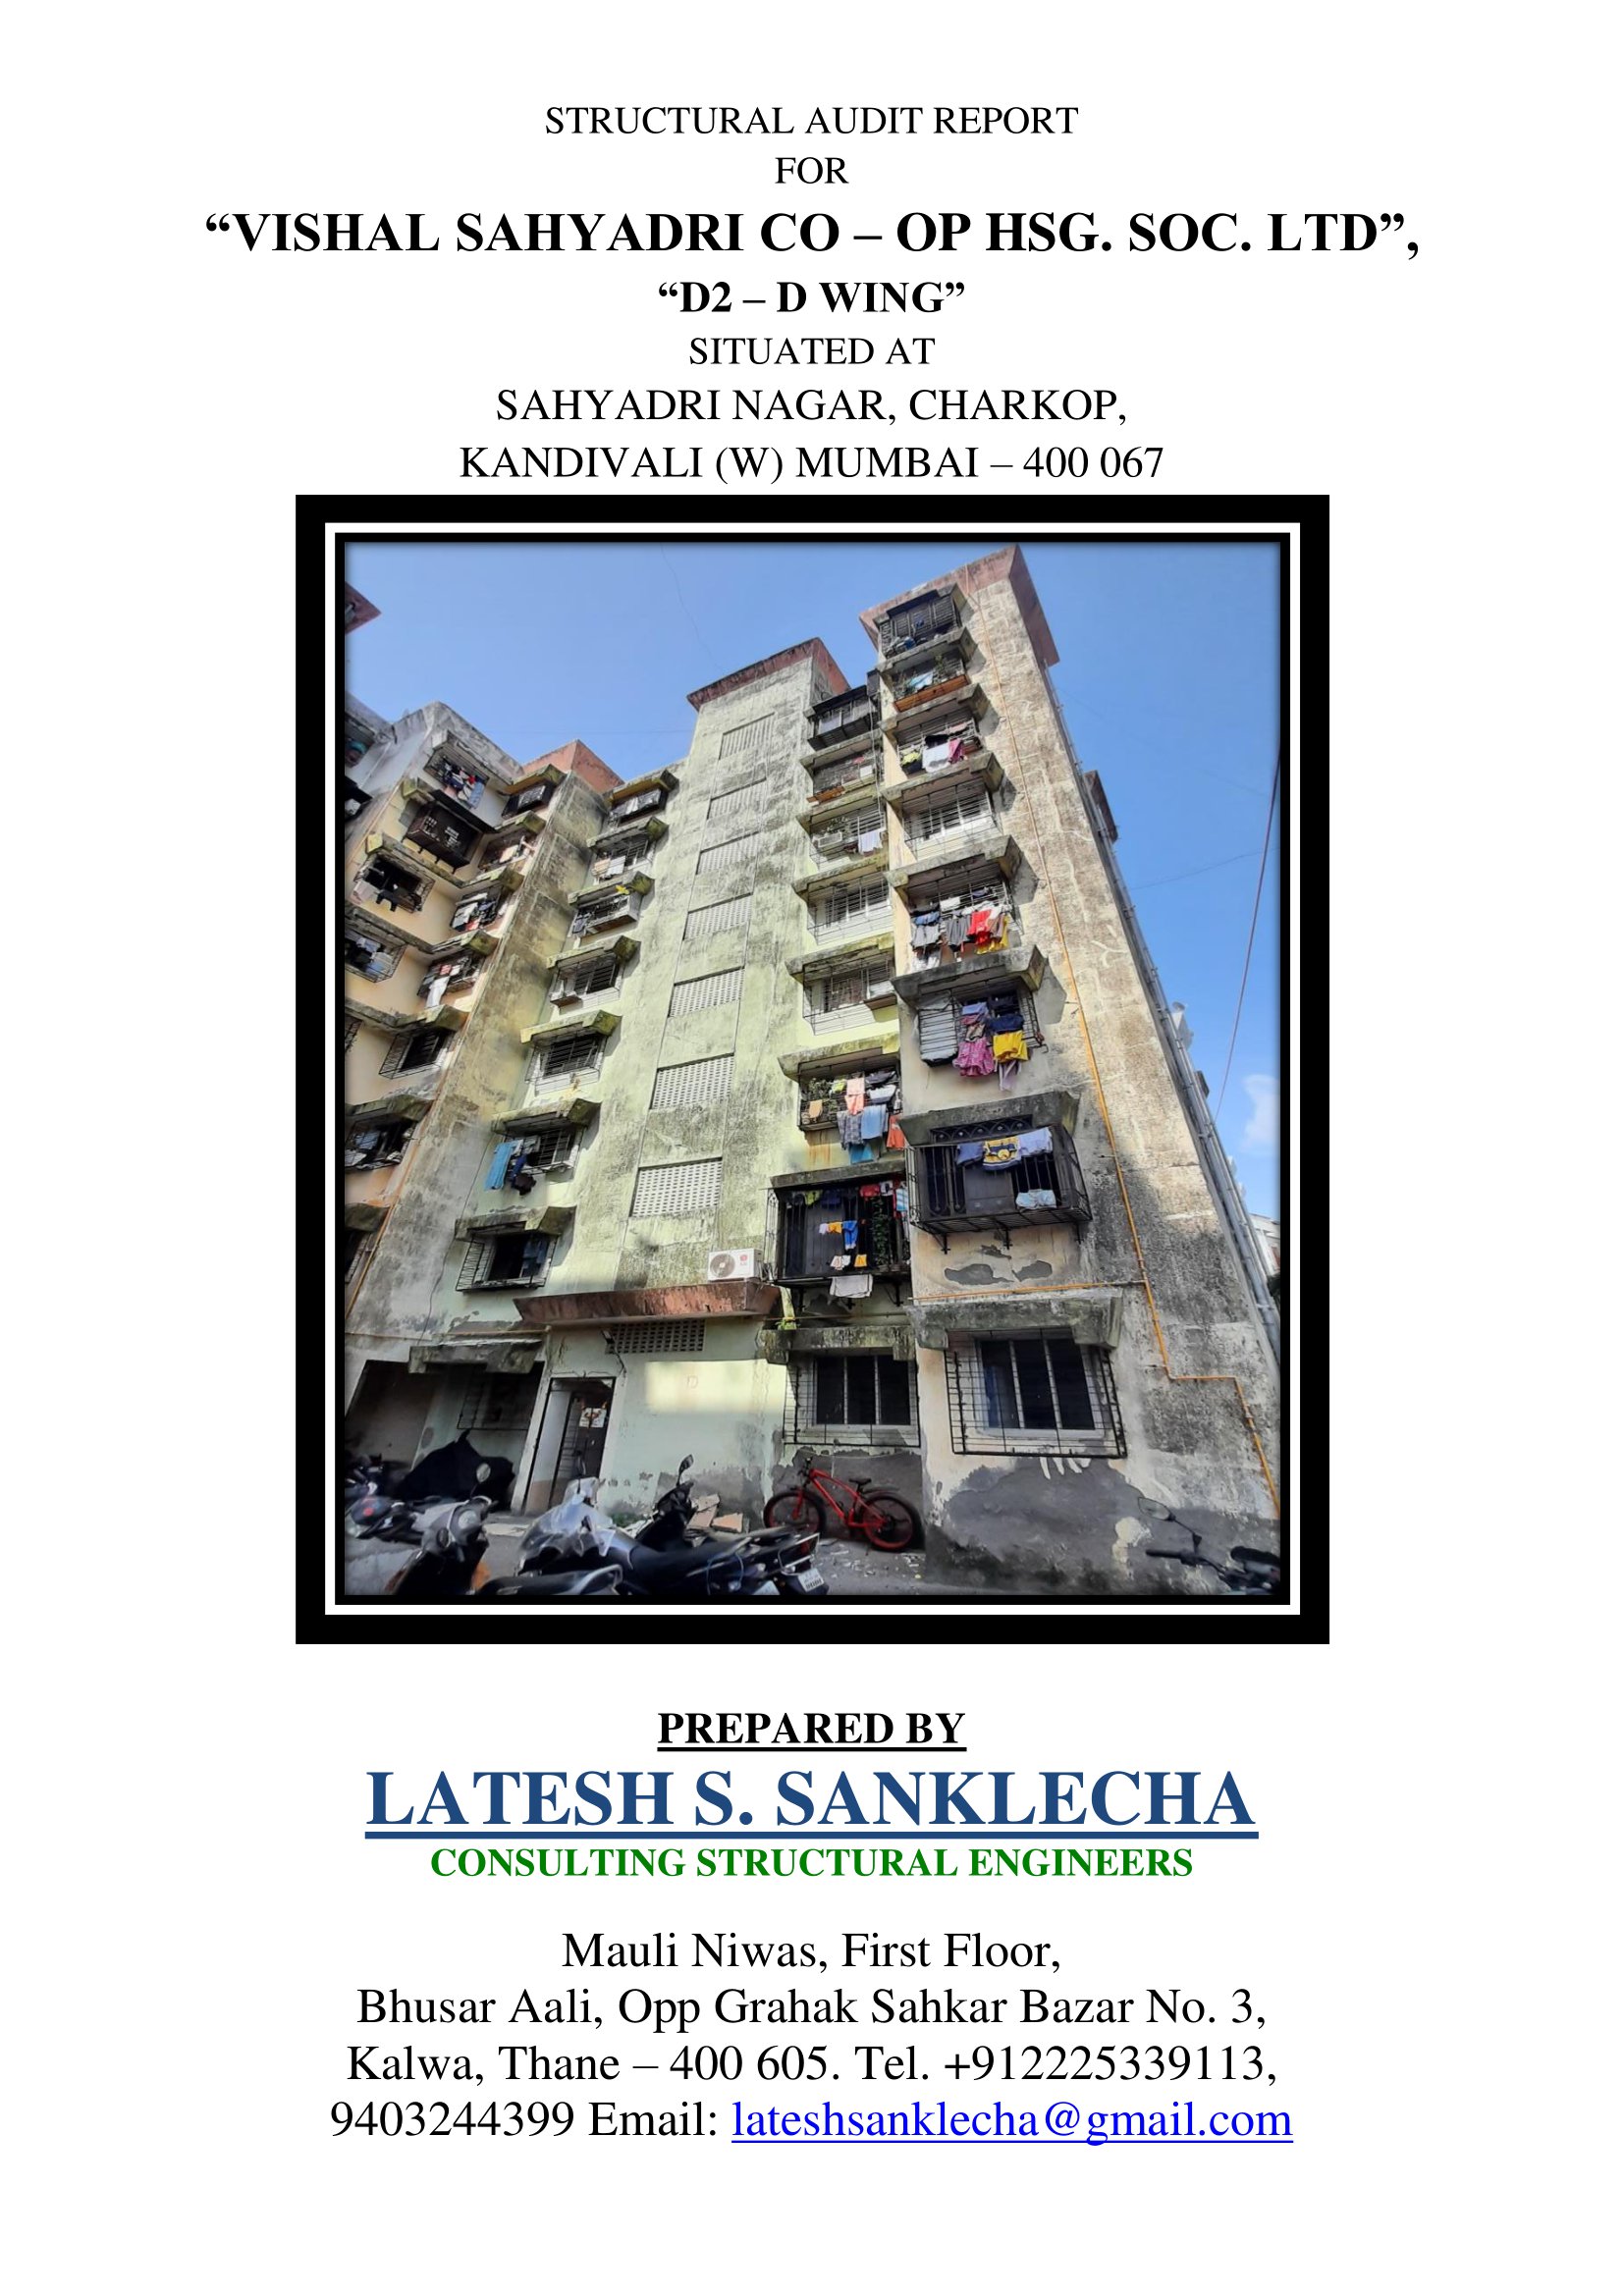 STRUCTURAL AUDIT REPORT
FOR
“VISHAL SAHYADRI CO – OP HSG. SOC. LTD”,
“D2 – D WING”
SITUATED AT
SAHYADRI NAGAR, CHARKOP,
KANDIVALI (W) MUMBAI – 400 067
D
PREPARED BY
LATESH S. SANKLECHA
CONSULTING STRUCTURAL ENGINEERS
Mauli Niwas, First Floor,
Bhusar Aali, Opp Grahak Sahkar Bazar No. 3,
Kalwa, Thane – 400 605. Tel. +912225339113,
9403244399 Email: lateshsanklecha@gmail.com